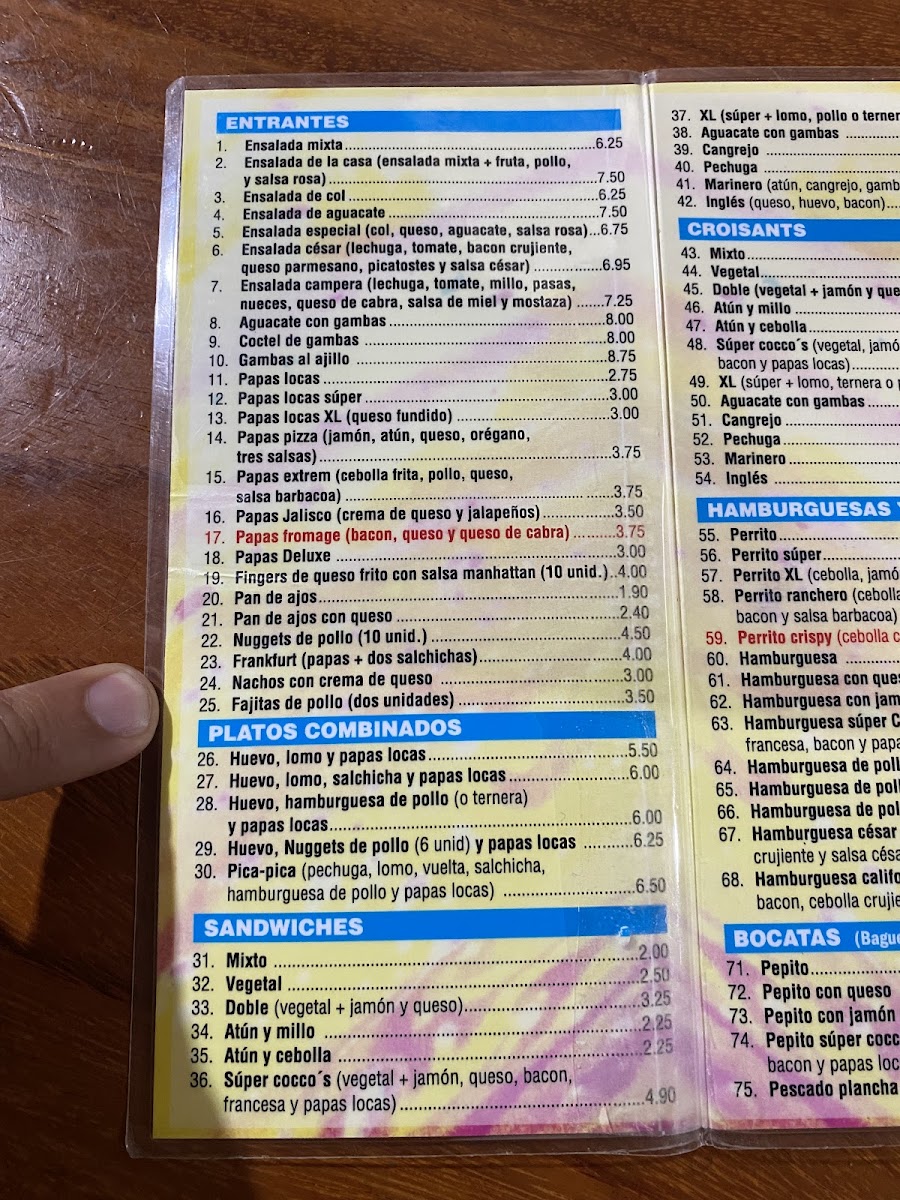 ENTRANTES
1. Ensalada mixta........6.25
2. Ensalada de la casa (ensalada mixta + fruta, pollo,
y salsa rosa)........7.50
3. Ensalada de col........6.25
4. Ensalada de aguacate........7.50
5. Ensalada especial (col, queso, aguacate, salsa rosa)...6.75
6. Ensalada césar (lechuga, tomate, bacon crujiente,
queso parmesano, picatostes y salsa césar)........6.95
7. Ensalada campera (lechuga, tomate, millo, pasas,
nueces, queso de cabra, salsa de miel y mostaza).......7.25
8. Aguacate con gambas........8.00
9. Coctel de gambas........8.00
10. Gambas al ajillo........8.75
11. Papas locas........2.75
12. Papas locas súper........3.00
13. Papas locas XL (queso fundido)........3.00
14. Papas pizza (jamón, atún, queso, orégano,
tres salsas)........3.75
15. Papas extrem (cebolla frita, pollo, queso,
salsa barbacoa)........3.75
16. Papas Jalisco (crema de queso y jalapeños)........3.50
17. Papas fromage (bacon, queso y queso de cabra)........3.75
18. Papas Deluxe........3.00
19. Fingers de queso frito con salsa manhattan (10 unid.)..4.00
20. Pan de ajos........1.90
21. Pan de ajos con queso........2.40
22. Nuggets de pollo (10 unid.)........4.50
23. Frankfurt (papas + dos salchichas)........4.00
24. Nachos con crema de queso........3.00
25. Fajitas de pollo (dos unidades)........3.50
PLATOS COMBINADOS
26. Huevo, lomo y papas locas........5.50
27. Huevo, lomo, salchicha y papas locas........6.00
28. Huevo, hamburguesa de pollo (o ternera)
y papas locas........6.00
29. Huevo, Nuggets de pollo (6 unid) y papas locas........6.25
30. Pica-pica (pechuga, lomo, vuelta, salchicha,
hamburguesa de pollo y papas locas)........6.50
SANDWICHES
31. Mixto........2.00
32. Vegetal........2.50
33. Doble (vegetal + jamón y queso)........3.25
34. Atún y millo........2.25
35. Atún y cebolla........2.25
36. Súper cocco´s (vegetal + jamón, queso, bacon,
francesa y papas locas)........4.90
37. XL (súper + lomo, pollo o terner
38. Aguacate con gambas ........
39. Cangrejo ........
40. Pechuga ........
41. Marinero (atún, cangrejo, gamb
42. Inglés (queso, huevo, bacon)....
CROISANTS
43. Mixto........
44. Vegetal........
45. Doble (vegetal + jamón y que
46. Atún y millo ........
47. Atún y cebolla........
48. Súper cocco´s (vegetal, jamó
bacon y papas locas)........
49. XL (súper + lomo, ternera o p
50. Aguacate con gambas....
51. Cangrejo ........
52. Pechuga........
53. Marinero........
54. Inglés ........
HAMBURGUESAS Y
55. Perrito........
56. Perrito súper........
57. Perrito XL (cebolla, jamó
58. Perrito ranchero (cebolla
bacon y salsa barbacoa)
59. Perrito crispy (cebolla c
60. Hamburguesa ........
61. Hamburguesa con ques
62. Hamburguesa con jam
63. Hamburguesa súper C
francesa, bacon y papa
64. Hamburguesa de poll
65. Hamburguesa de poll
66. Hamburguesa de pol
67. Hamburguesa césar
crujiente y salsa césa
68. Hamburguesa califo
bacon, cebolla crujie
BOCATAS (Bague
71. Pepito........
72. Pepito con queso
73. Pepito con jamón
74. Pepito súper cocc
bacon y papas loc
75. Pescado plancha